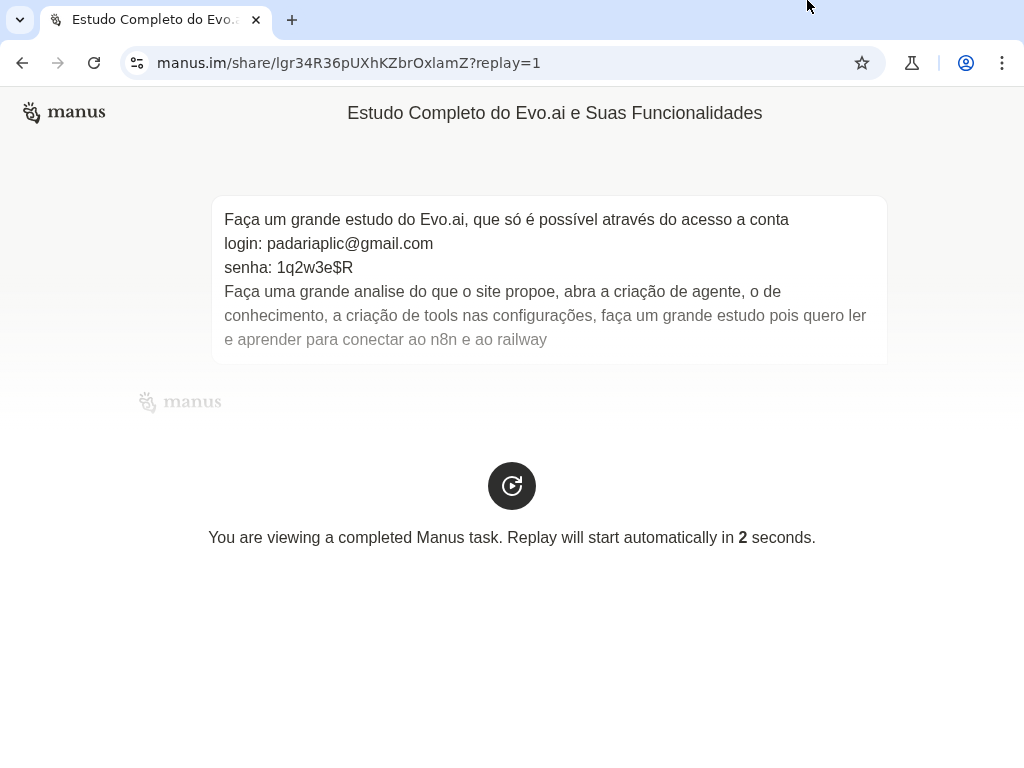 Estudo Completo do Evo.a
manus.im/share/lgr34R36pUXhKZbrOxlamZ?replay=1
manus
Estudo Completo do Evo.ai e Suas Funcionalidades
Faça um grande estudo do Evo.ai, que só é possível através do acesso a conta
login: padariaplic@gmail.com
senha: 1q2w3e$R
Faça uma grande analise do que o site propoe, abra a criação de agente, o de
conhecimento, a criação de tools nas configurações, faça um grande estudo pois quero ler
e aprender para conectar ao n8n e ao railway
manus
You are viewing a completed Manus task. Replay will start automatically in 2 seconds.